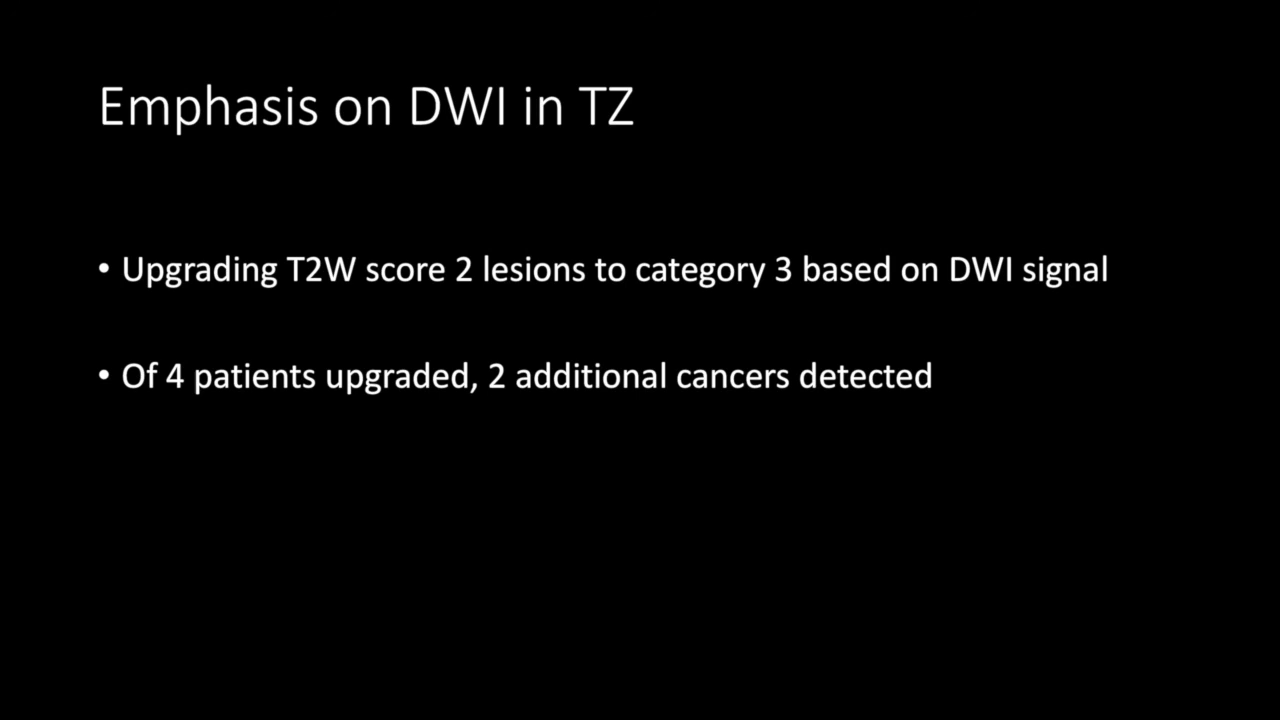 Emphasis on DWI in TZ
• Upgrading T2W score 2 lesions to category 3 based on DWI signal
• Of 4 patients upgraded, 2 additional cancers detected